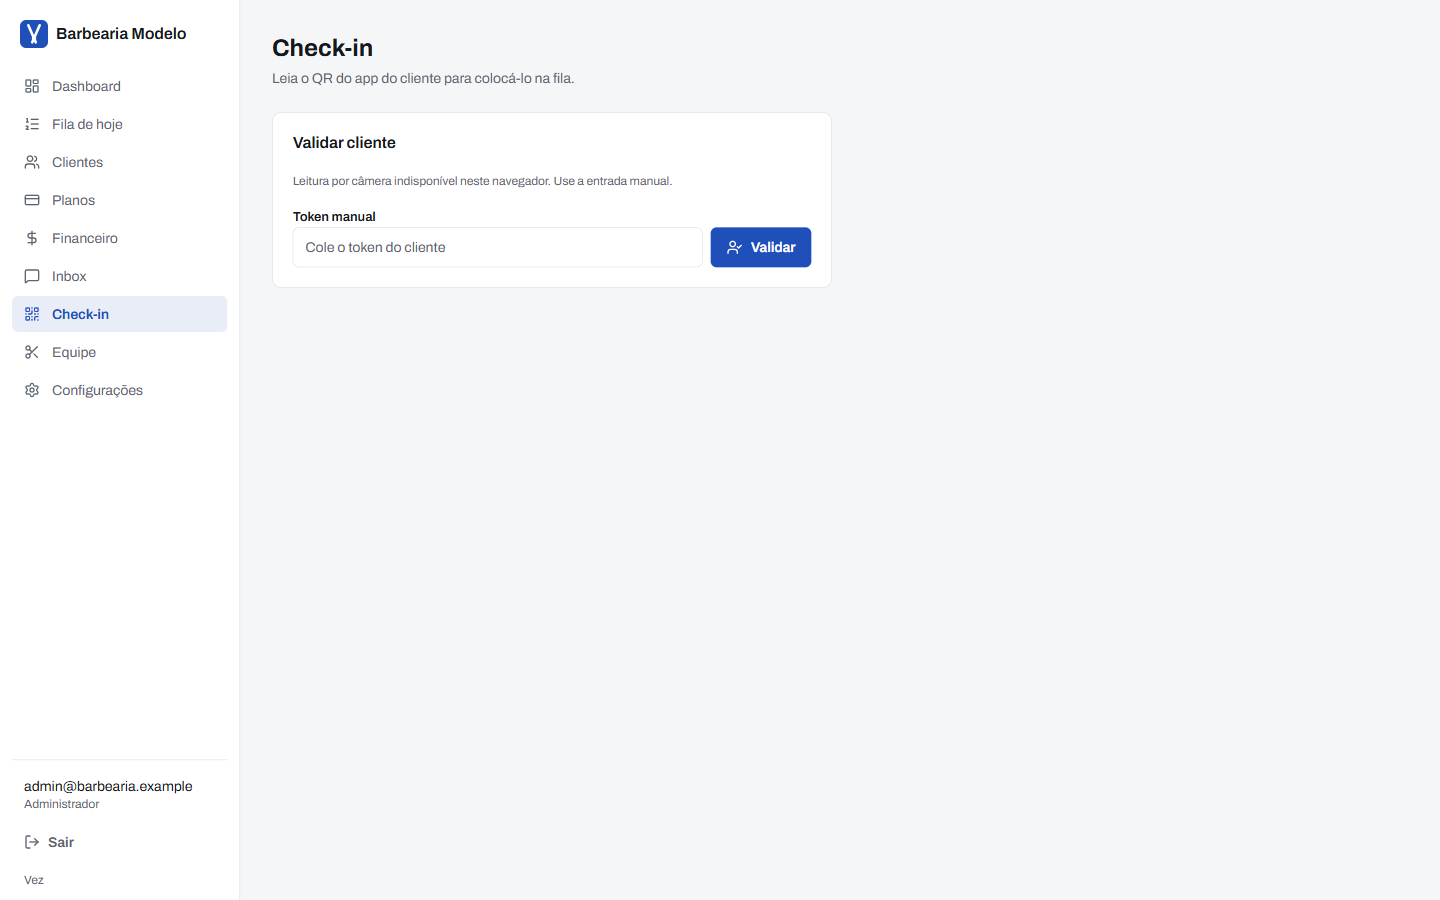 Barbearia Modelo
Dashboard
Fila de hoje
Clientes
Planos
Financeiro
Inbox
Check-in
Equipe
Configurações
admin@barbearia.example
Administrador
Sair
Vez
Check-in
Leia o QR do app do cliente para colocá-lo na fila.
Validar cliente
Leitura por câmera indisponível neste navegador. Use a entrada manual.
Token manual
Cole o token do cliente
Validar